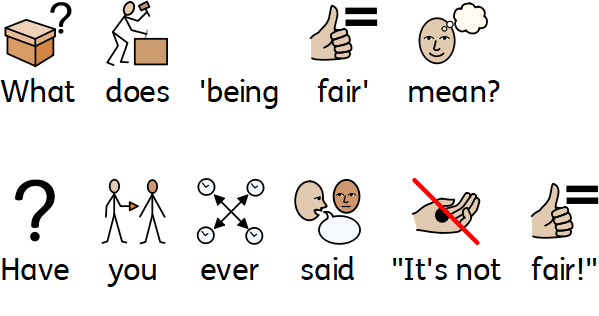 What does 'being fair' mean?
Have you ever said "It's not fair!"